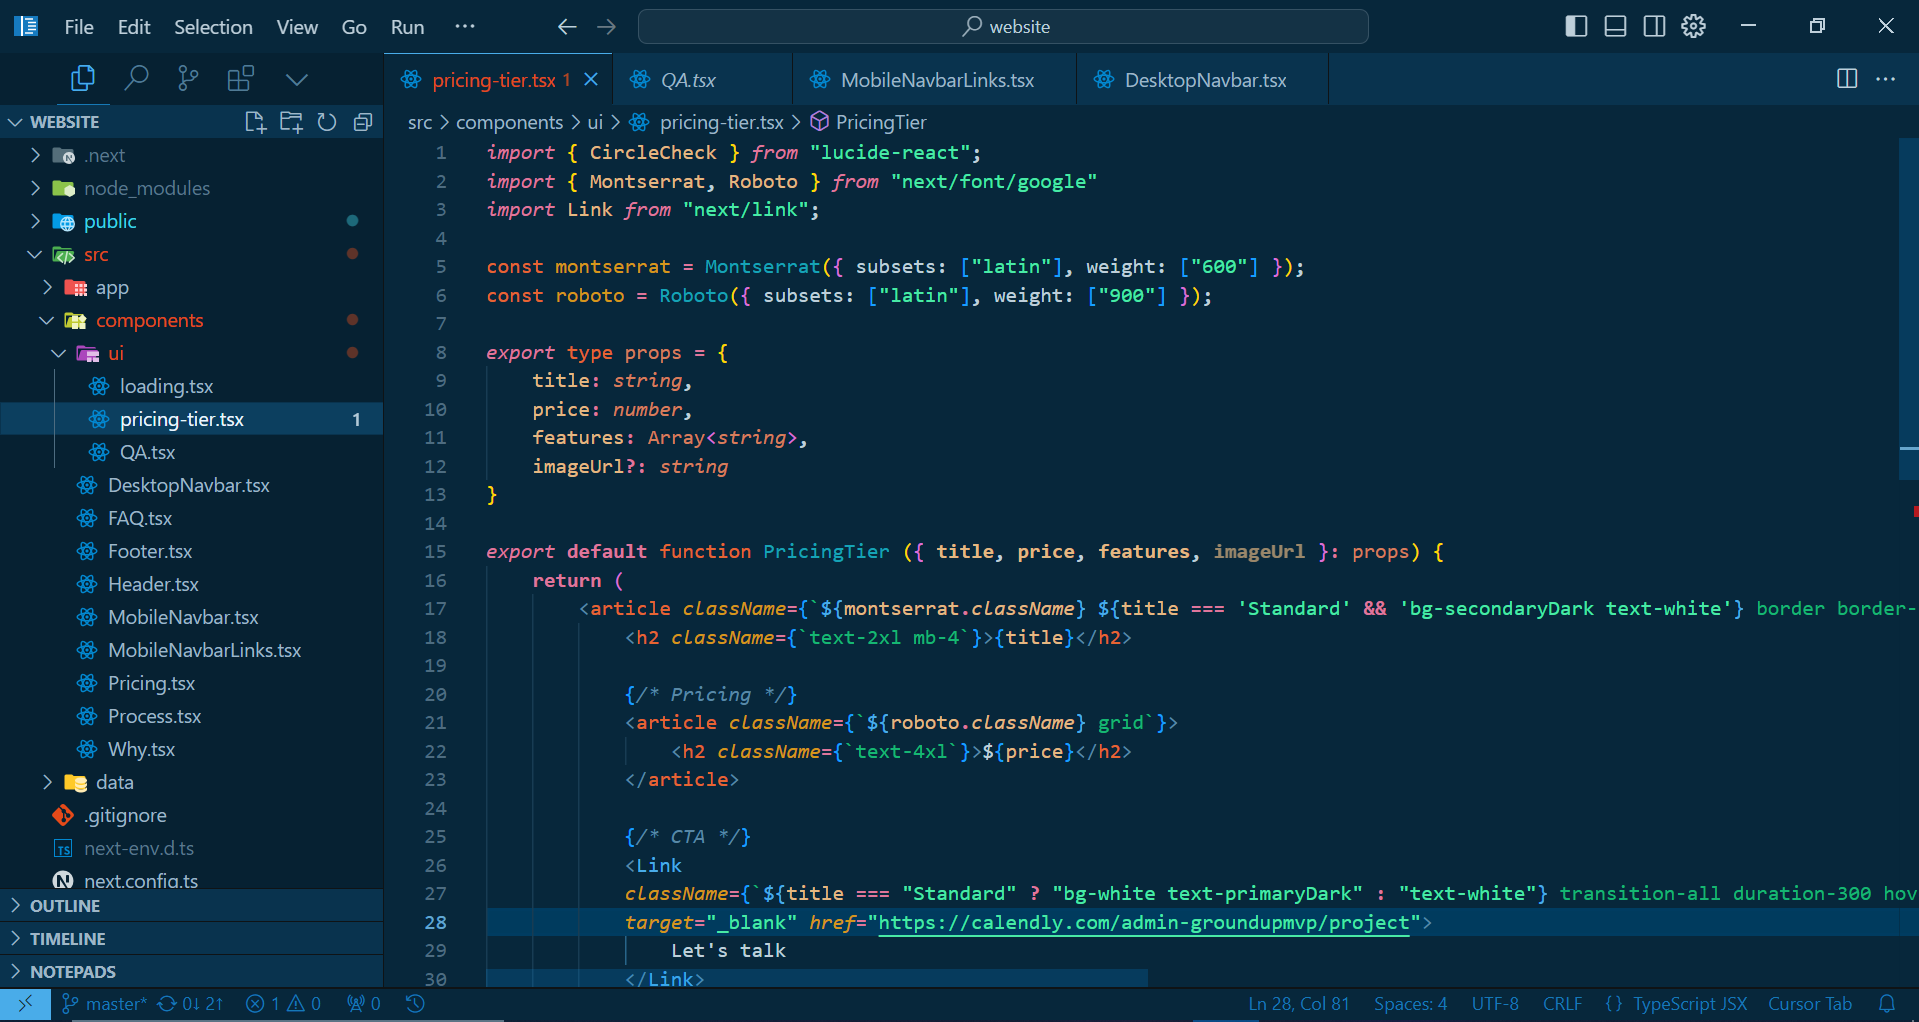 File Edit Selection View Go Run ··· website
pricing-tier.tsx 1 QA.tsx MobileNavbarLinks.tsx DesktopNavbar.tsx
WEBSITE
.next
node_modules
public
src
app
components
ui
loading.tsx
pricing-tier.tsx 1
QA.tsx
DesktopNavbar.tsx
FAQ.tsx
Footer.tsx
Header.tsx
MobileNavbar.tsx
MobileNavbarLinks.tsx
Pricing.tsx
Process.tsx
Why.tsx
data
.gitignore
TS next-env.d.ts
N next.config.ts
OUTLINE
TIMELINE
NOTEPADS
src > components > ui > pricing-tier.tsx > PricingTier
1 import { CircleCheck } from "lucide-react";
2 import { Montserrat, Roboto } from "next/font/google"
3 import Link from "next/link";
4
5 const montserrat = Montserrat({ subsets: ["latin"], weight: ["600"] });
6 const roboto = Roboto({ subsets: ["latin"], weight: ["900"] });
7
8 export type props = {
9 title: string,
10 price: number,
11 features: Array<string>,
12 imageUrl?: string
13 }
14
15 export default function PricingTier ({ title, price, features, imageUrl }: props) {
16 return (
17 <article className={`${montserrat.className} ${title === 'Standard' && 'bg-secondaryDark text-white'} border border-
18 <h2 className={`text-2xl mb-4`}>{title}</h2>
19
20 {/* Pricing */}
21 <article className={`${roboto.className} grid`}>
22 <h2 className={`text-4xl`}>${price}</h2>
23 </article>
24
25 {/* CTA */}
26 <Link
27 className={`${title === "Standard" ? "bg-white text-primaryDark" : "text-white"} transition-all duration-300 hov
28 target="_blank" href="https://calendly.com/admin-groundupmvp/project">
29 Let's talk
30 </Link>
master* 0↓ 2↑ 1 0 0 Ln 28, Col 81 Spaces: 4 UTF-8 CRLF {} TypeScript JSX Cursor Tab